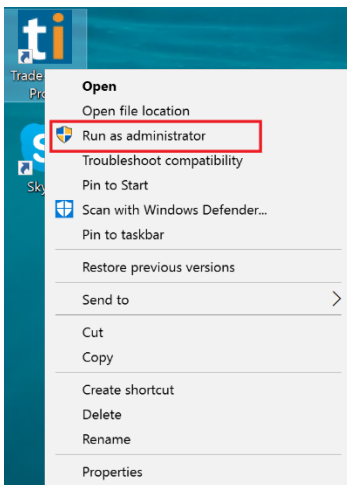 ti
Trade
Pro
Open
Open file location
Run as administrator
Troubleshoot compatibility
Sky
Pin to Start
Scan with Windows Defender...
Pin to taskbar
Restore previous versions
Send to
Cut
Copy
Create shortcut
Delete
Rename
Properties